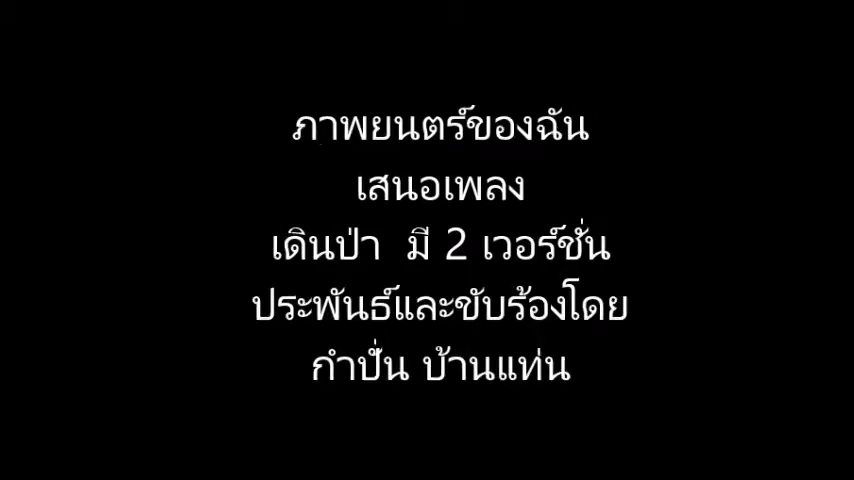 ภาพยนตร์ของฉัน
เสนอเพลง
เดินป่า มี 2 เวอร์ชั่น
ประพันธ์และขับร้องโดย
กำปั่น บ้านแท่น